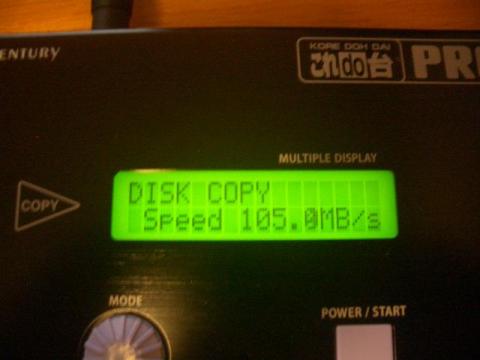 ENTURY
KORE DOH DAI
これdo台
PR
MULTIPLE DISPLAY
COPY
DISK COPY
Speed 105.0MB/s
MODE
POWER / START